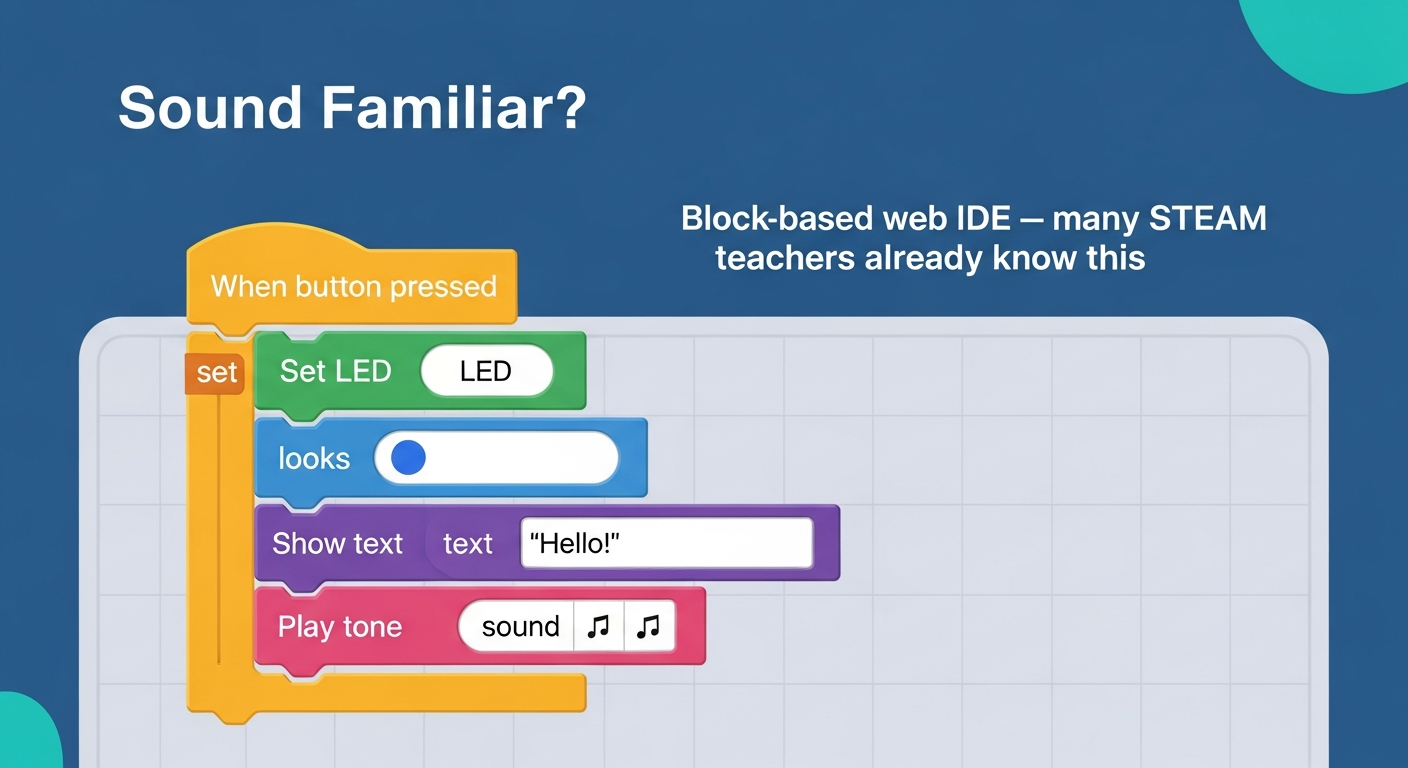 Sound Familiar?
Block-based web IDE — many STEAM
teachers already know this
When button pressed
set
Set LED LED
looks
Show text text “Hello!”
Play tone sound